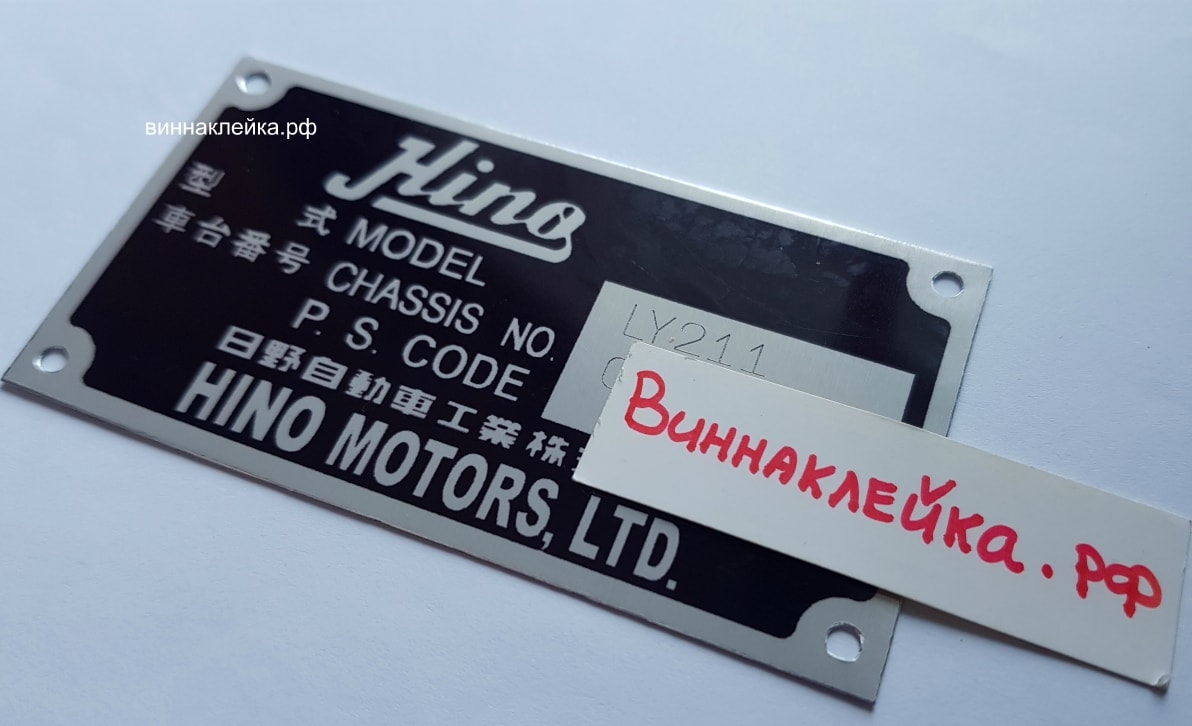 виннаклейка.рф
Hino
型式 MODEL
LY211
車台番号 CHASSIS NO.
P. S. CODE
日野自動車工業株
HINO MOTORS, LTD.
Виннаклейка.рф